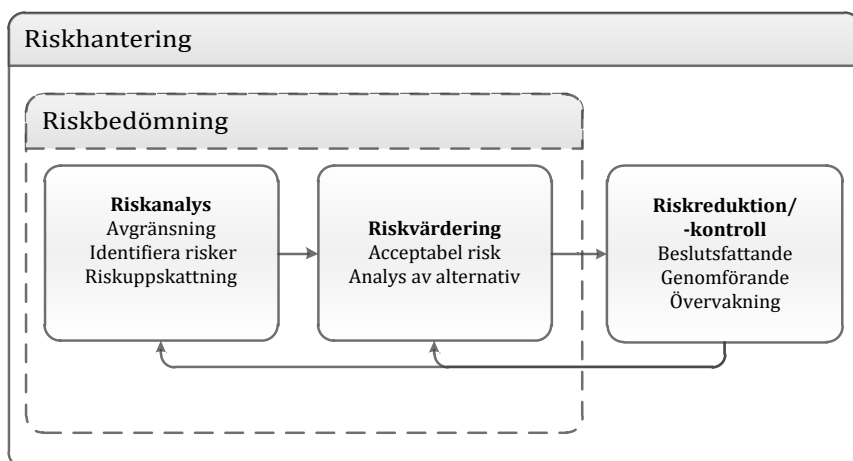 Riskhantering
Riskbedömning
Riskanalys
Avgränsning
Identifiera risker
Riskuppskattning
Riskvärdering
Acceptabel risk
Analys av alternativ
Riskreduktion/
-kontroll
Beslutsfattande
Genomförande
Övervakning